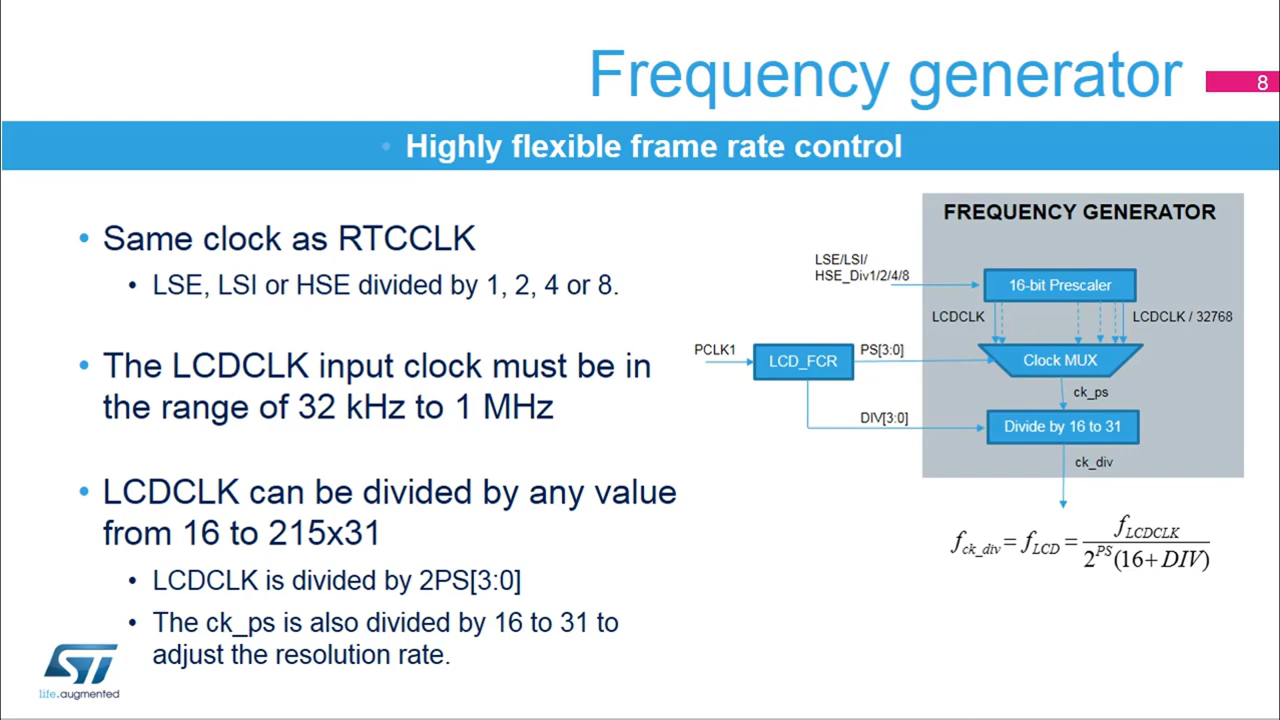 Frequency generator
8
• Highly flexible frame rate control
• Same clock as RTCCLK
• LSE, LSI or HSE divided by 1, 2, 4 or 8.
• The LCDCLK input clock must be in
the range of 32 kHz to 1 MHz
• LCDCLK can be divided by any value
from 16 to 215x31
• LCDCLK is divided by 2PS[3:0]
• The ck_ps is also divided by 16 to 31 to
adjust the resolution rate.
FREQUENCY GENERATOR
LSE/LSI/
HSE_Div1/2/4/8
16-bit Prescaler
LCDCLK
LCDCLK / 32768
PCLK1
LCD_FCR
PS[3:0]
Clock MUX
ck_ps
DIV[3:0]
Divide by 16 to 31
ck_div
f_ck_div = f_LCD = f_LCDCLK / 2^PS (16+DIV)
ST
life.augmented